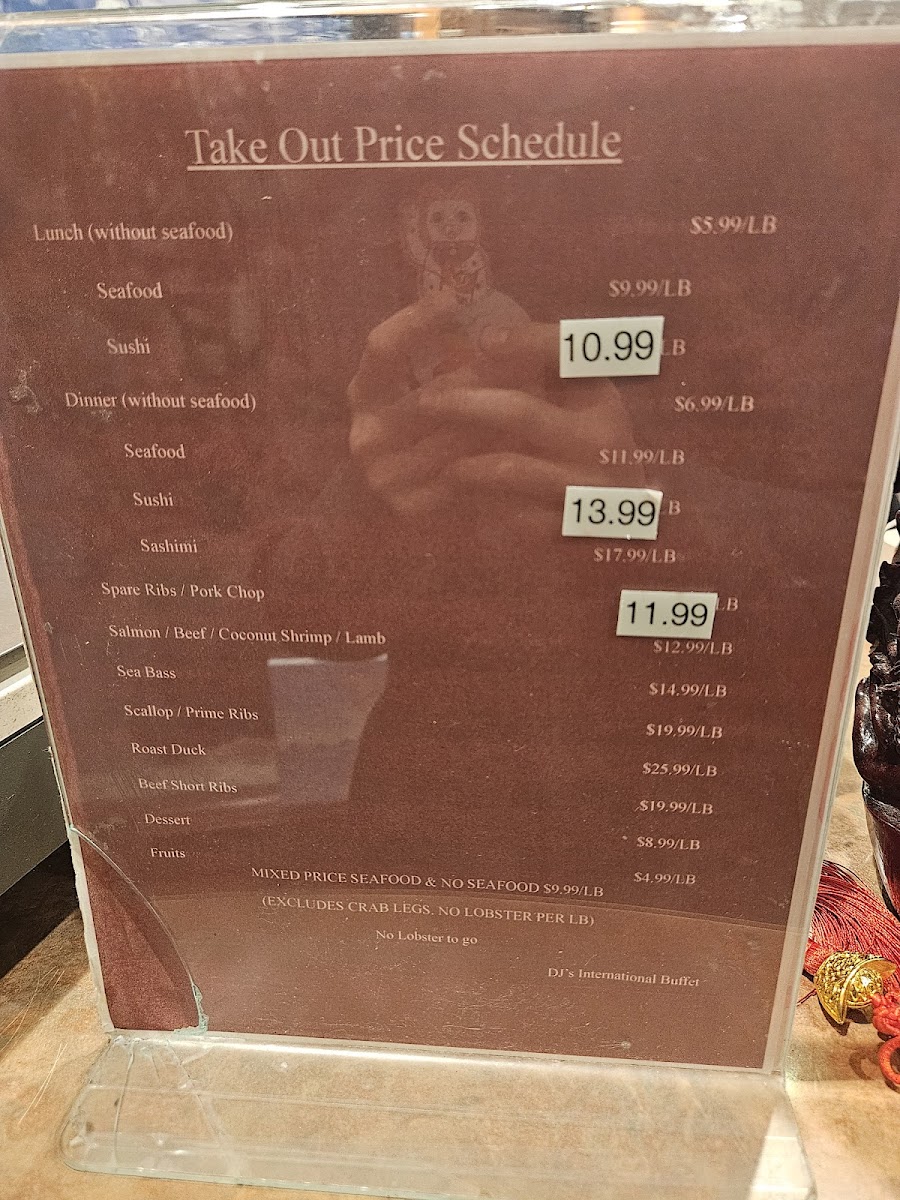 Take Out Price Schedule
Lunch (without seafood) $5.99/LB
Seafood $9.99/LB
Sushi 10.99 LB
Dinner (without seafood) $6.99/LB
Seafood $11.99/LB
Sushi 13.99 LB
Sashimi $17.99/LB
Spare Ribs / Pork Chop 11.99 LB
Salmon / Beef / Coconut Shrimp / Lamb $12.99/LB
Sea Bass $14.99/LB
Scallop / Prime Ribs $19.99/LB
Roast Duck $25.99/LB
Beef Short Ribs $19.99/LB
Dessert $8.99/LB
Fruits $4.99/LB
MIXED PRICE SEAFOOD & NO SEAFOOD $9.99/LB
(EXCLUDES CRAB LEGS. NO LOBSTER PER LB)
No Lobster to go
DJ's International Buffet